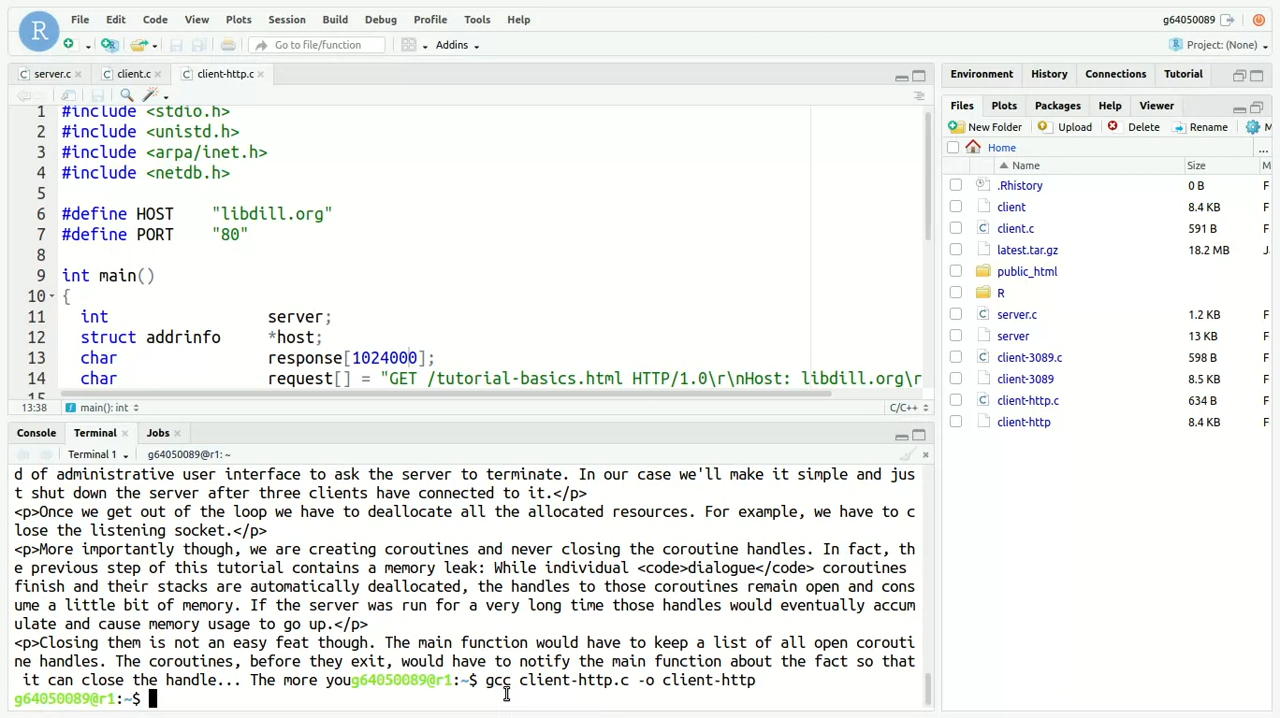 File Edit Code View Plots Session Build Debug Profile Tools Help
g64050089
R
Go to file/function
Addins
Project: (None)
server.c
client.c
client-http.c
1 #include <stdio.h>
2 #include <unistd.h>
3 #include <arpa/inet.h>
4 #include <netdb.h>
5
6 #define HOST "libdill.org"
7 #define PORT "80"
8
9 int main()
10 {
11 int server;
12 struct addrinfo *host;
13 char response[1024000];
14 char request[] = "GET /tutorial-basics.html HTTP/1.0\r\nHost: libdill.org\r
15
13:38 main(): int C/C++
Console Terminal Jobs
Terminal 1 g64050089@r1: ~
d of administrative user interface to ask the server to terminate. In our case we'll make it simple and jus
t shut down the server after three clients have connected to it.</p>
<p>Once we get out of the loop we have to deallocate all the allocated resources. For example, we have to c
lose the listening socket.</p>
<p>More importantly though, we are creating coroutines and never closing the coroutine handles. In fact, th
e previous step of this tutorial contains a memory leak: While individual <code>dialogue</code> coroutines
finish and their stacks are automatically deallocated, the handles to those coroutines remain open and cons
ume a little bit of memory. If the server was run for a very long time those handles would eventually accum
ulate and cause memory usage to go up.</p>
<p>Closing them is not an easy feat though. The main function would have to keep a list of all open corouti
ne handles. The coroutines, before they exit, would have to notify the main function about the fact so that
it can close the handle... The more youg64050089@r1:~$ gcc client-http.c -o client-http
g64050089@r1:~$
Environment History Connections Tutorial
Files Plots Packages Help Viewer
New Folder Upload Delete Rename M
Home ...
Name Size M
.Rhistory 0 B F
client 8.4 KB F
client.c 591 B F
latest.tar.gz 18.2 MB J
public_html
R
server.c 1.2 KB F
server 13 KB F
client-3089.c 598 B F
client-3089 8.5 KB F
client-http.c 634 B F
client-http 8.4 KB F